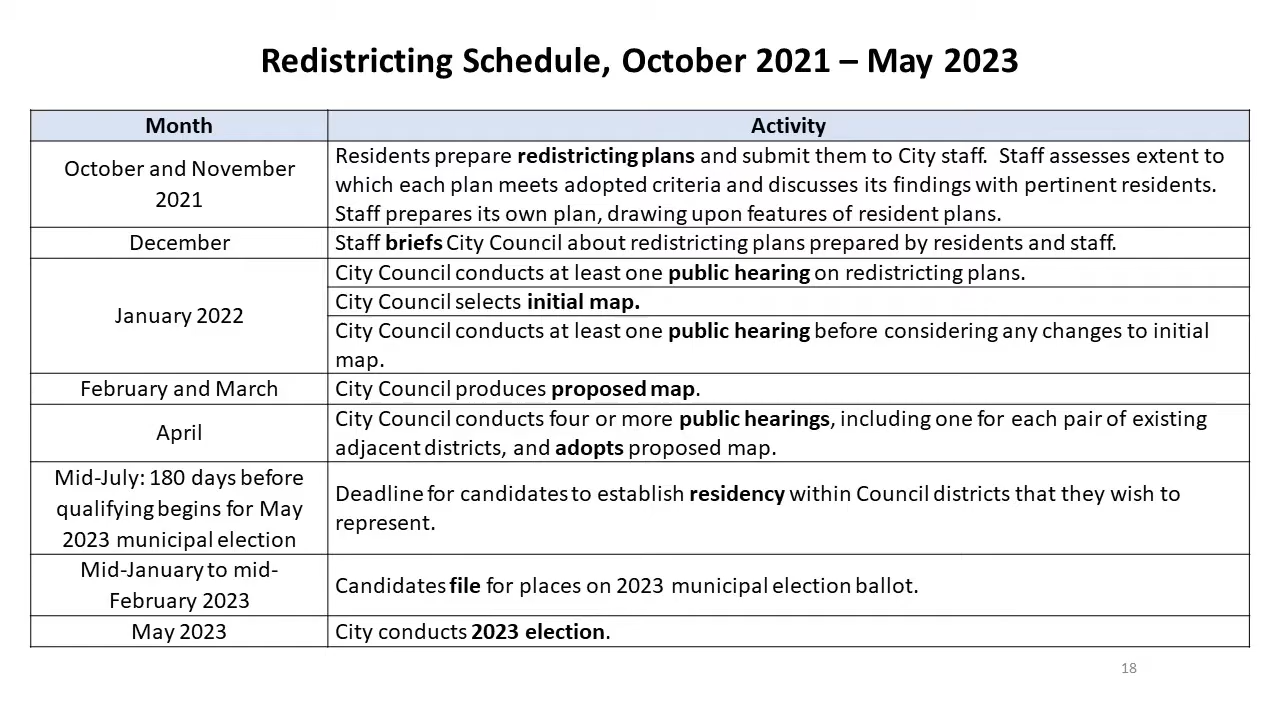 Redistricting Schedule, October 2021 – May 2023
Month
Activity
October and November
2021
Residents prepare redistricting plans and submit them to City staff.  Staff assesses extent to
which each plan meets adopted criteria and discusses its findings with pertinent residents.
Staff prepares its own plan, drawing upon features of resident plans.
December
Staff briefs City Council about redistricting plans prepared by residents and staff.
January 2022
City Council conducts at least one public hearing on redistricting plans.
City Council selects initial map.
City Council conducts at least one public hearing before considering any changes to initial
map.
February and March
City Council produces proposed map.
April
City Council conducts four or more public hearings, including one for each pair of existing
adjacent districts, and adopts proposed map.
Mid-July: 180 days before
qualifying begins for May
2023 municipal election
Deadline for candidates to establish residency within Council districts that they wish to
represent.
Mid-January to mid-
February 2023
Candidates file for places on 2023 municipal election ballot.
May 2023
City conducts 2023 election.
18